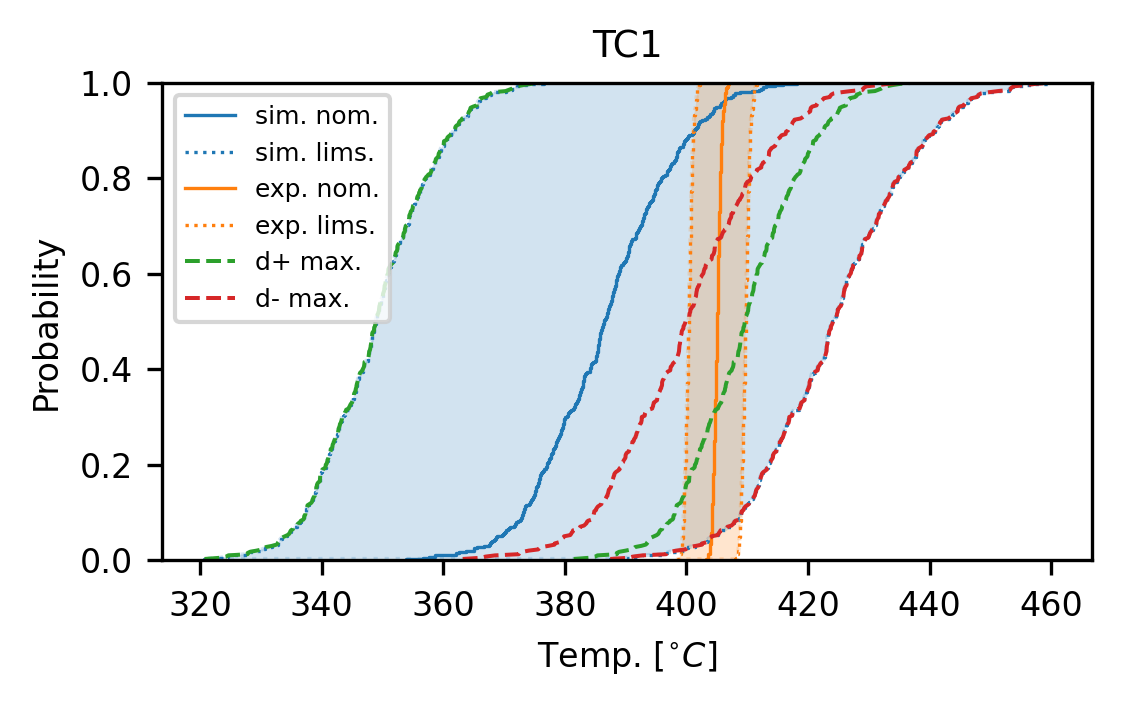 TC1
1.0
0.8
0.6
0.4
0.2
0.0
Probability
sim. nom.
sim. lims.
exp. nom.
exp. lims.
d+ max.
d- max.
320 340 360 380 400 420 440 460
Temp. [°C]